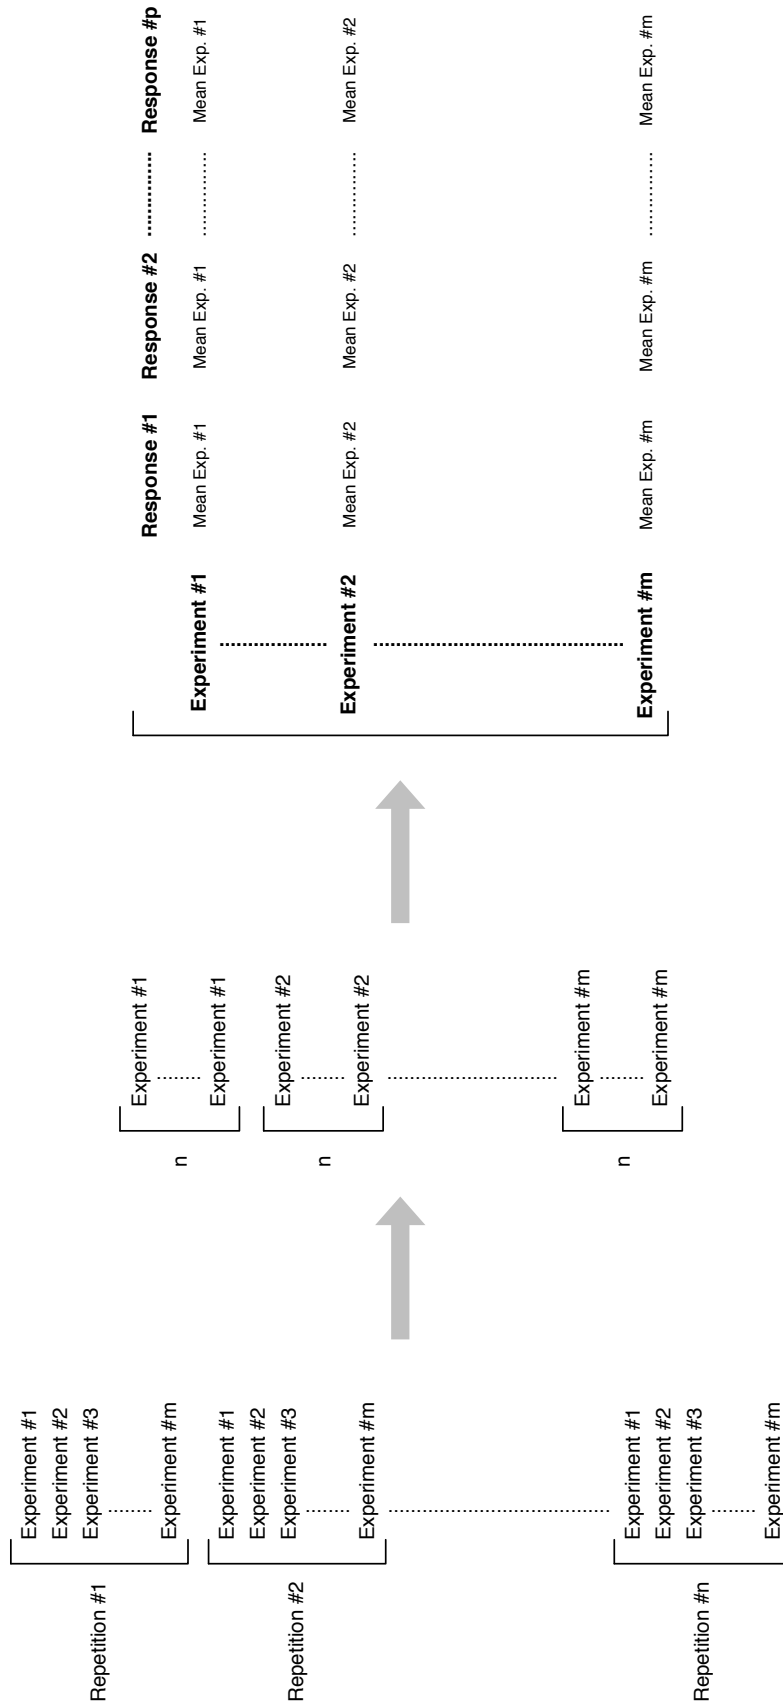 Repetition #1
Experiment #1
Experiment #2
Experiment #3
Experiment #m
Repetition #2
Experiment #1
Experiment #2
Experiment #3
Experiment #m
Repetition #n
Experiment #1
Experiment #2
Experiment #3
Experiment #m
n
Experiment #1
Experiment #1
n
Experiment #2
Experiment #2
n
Experiment #m
Experiment #m
Response #1 Response #2 Response #p
Experiment #1 Mean Exp. #1 Mean Exp. #1 Mean Exp. #1
Experiment #2 Mean Exp. #2 Mean Exp. #2 Mean Exp. #2
Experiment #m Mean Exp. #m Mean Exp. #m Mean Exp. #m